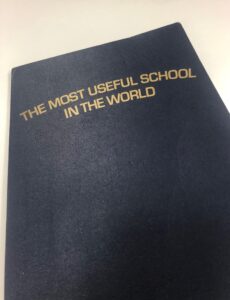 THE MOST USEFUL SCHOOL
IN THE WORLD